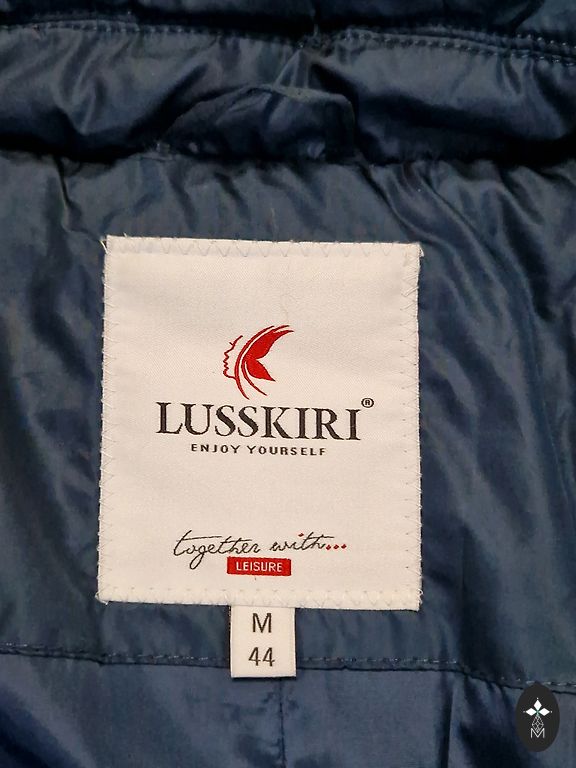 LUSSKIRI®
ENJOY YOURSELF
together with...
LEISURE
M
44
M